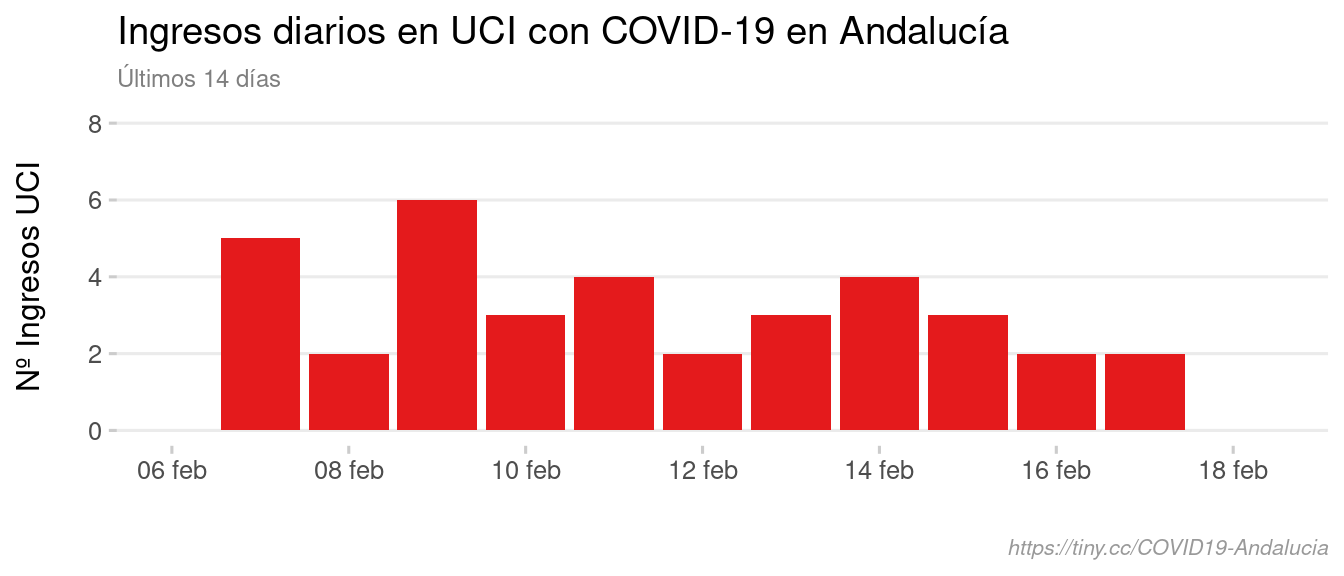 Ingresos diarios en UCI con COVID-19 en Andalucía
Últimos 14 días
Nº Ingresos UCI
8
6
4
2
0
06 feb 08 feb 10 feb 12 feb 14 feb 16 feb 18 feb
https://tiny.cc/COVID19-Andalucia